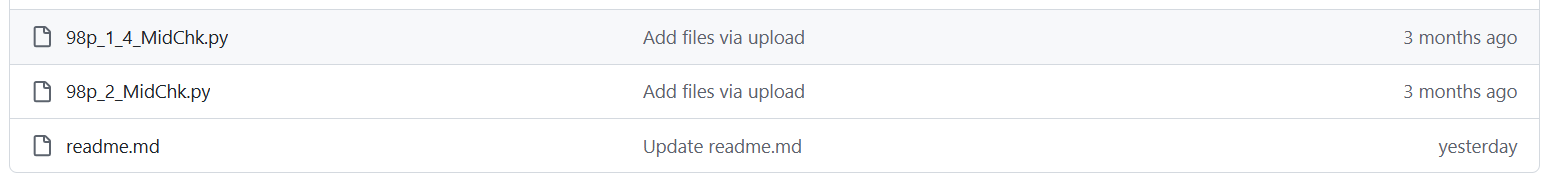 98p_1_4_MidChk.py Add files via upload 3 months ago
98p_2_MidChk.py Add files via upload 3 months ago
readme.md Update readme.md yesterday